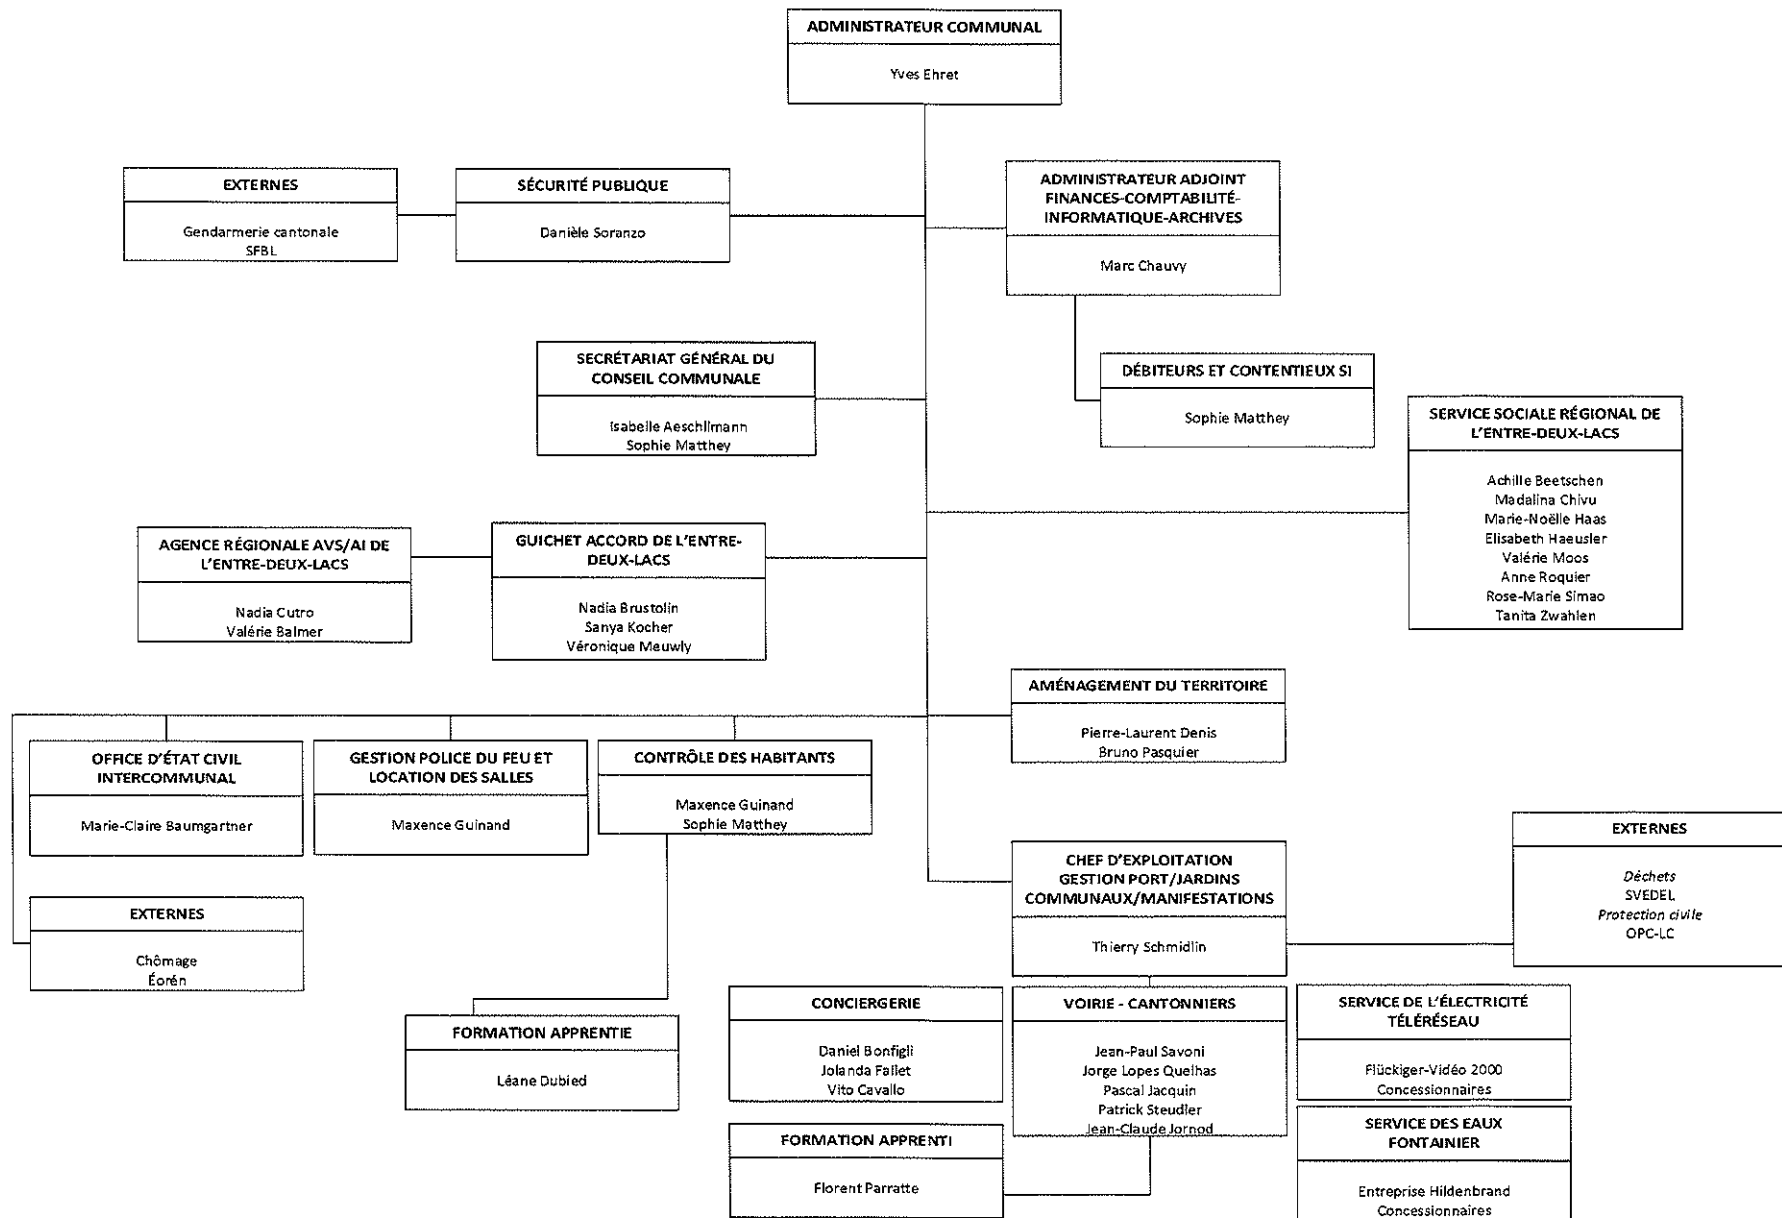 ADMINISTRATEUR COMMUNAL
Yves Ehret
EXTERNES
Gendarmerie cantonale
SFBL
SÉCURITÉ PUBLIQUE
Danièle Soranzo
ADMINISTRATEUR ADJOINT
FINANCES-COMPTABILITÉ-
INFORMATIQUE-ARCHIVES
Marc Chauvy
SECRÉTARIAT GÉNÉRAL DU
CONSEIL COMMUNALE
Isabelle Aeschlimann
Sophie Matthey
DÉBITEURS ET CONTENTIEUX SI
Sophie Matthey
SERVICE SOCIALE RÉGIONAL DE
L'ENTRE-DEUX-LACS
Achille Beetschen
Madalina Chivu
Marie-Noëlle Haas
Elisabeth Haeusler
Valérie Moos
Anne Roquier
Rose-Marie Simao
Tanita Zwahlen
AGENCE RÉGIONALE AVS/AI DE
L'ENTRE-DEUX-LACS
Nadia Cutro
Valérie Balmer
GUICHET ACCORD DE L'ENTRE-
DEUX-LACS
Nadia Brustolin
Sanya Kocher
Véronique Meuwly
AMÉNAGEMENT DU TERRITOIRE
Pierre-Laurent Denis
Bruno Pasquier
OFFICE D'ÉTAT CIVIL
INTERCOMMUNAL
Marie-Claire Baumgartner
GESTION POLICE DU FEU ET
LOCATION DES SALLES
Maxence Guinand
CONTRÔLE DES HABITANTS
Maxence Guinand
Sophie Matthey
EXTERNES
Chômage
Éorén
CHEF D'EXPLOITATION
GESTION PORT/JARDINS
COMMUNAUX/MANIFESTATIONS
Thierry Schmidlin
EXTERNES
Déchets
SVEDEL
Protection civile
OPC-LC
FORMATION APPRENTIE
Léane Dubied
CONCIERGERIE
Daniel Bonfigli
Jolanda Fallet
Vito Cavallo
VOIRIE - CANTONNIERS
Jean-Paul Savoni
Jorge Lopes Quelhas
Pascal Jacquin
Patrick Steudler
Jean-Claude Jornod
SERVICE DE L'ÉLECTRICITÉ
TÉLÉRÉSEAU
Flückiger-Vidéo 2000
Concessionnaires
FORMATION APPRENTI
Florent Parratte
SERVICE DES EAUX
FONTAINIER
Entreprise Hildenbrand
Concessionnaires